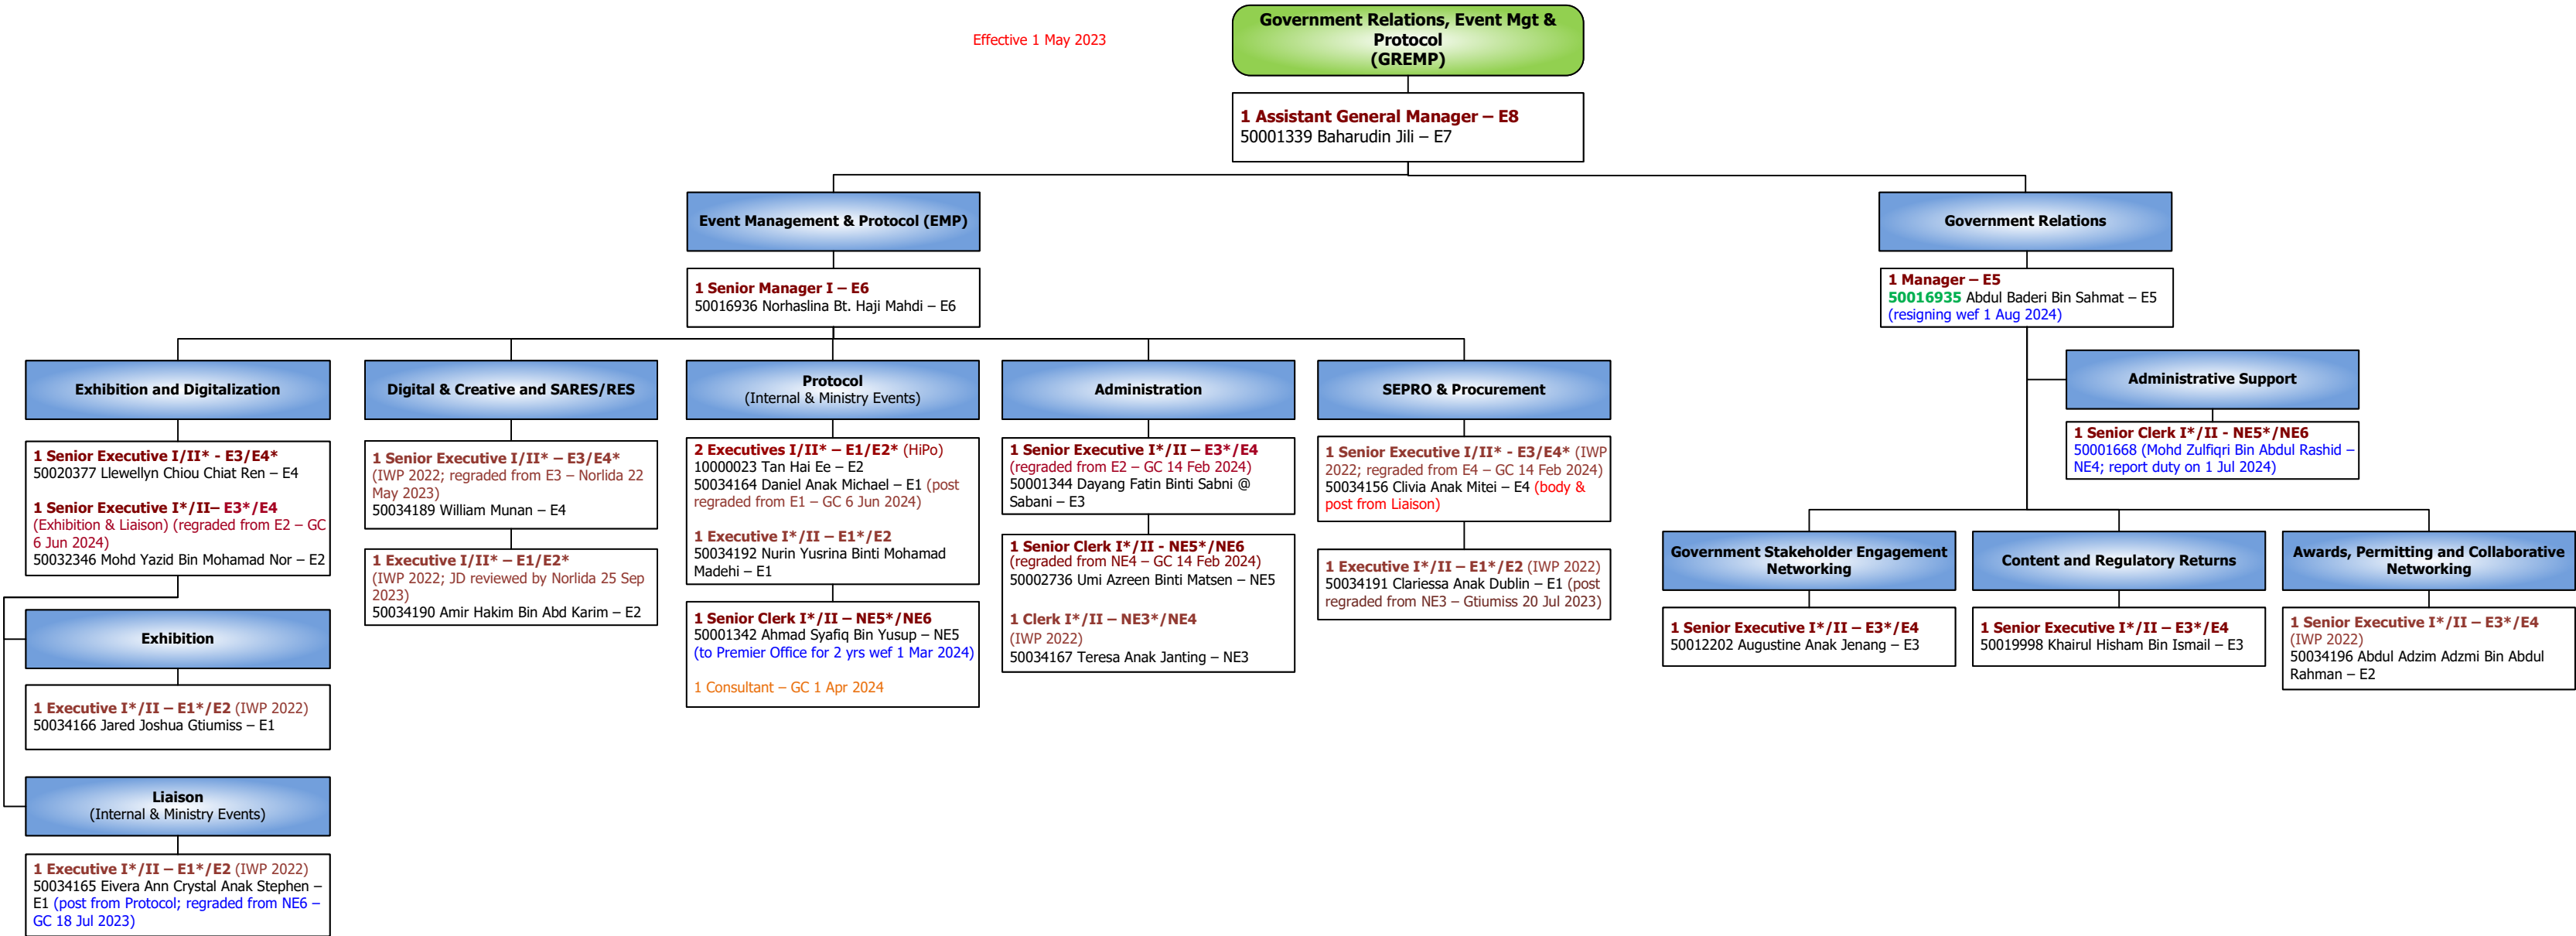 Effective 1 May 2023
Government Relations, Event Mgt &
Protocol
(GREMP)
1 Assistant General Manager – E8
50001339 Baharudin Jili – E7
Event Management & Protocol (EMP)
1 Senior Manager I – E6
50016936 Norhaslina Bt. Haji Mahdi – E6
Government Relations
1 Manager – E5
50016935 Abdul Baderi Bin Sahmat – E5
(resigning wef 1 Aug 2024)
Exhibition and Digitalization
1 Senior Executive I/II* - E3/E4*
50020377 Llewellyn Chiou Chiat Ren – E4
1 Senior Executive I*/II– E3*/E4
(Exhibition & Liaison) (regraded from E2 – GC
6 Jun 2024)
50032346 Mohd Yazid Bin Mohamad Nor – E2
Exhibition
1 Executive I*/II – E1*/E2 (IWP 2022)
50034166 Jared Joshua Gtiumiss – E1
Liaison
(Internal & Ministry Events)
1 Executive I*/II – E1*/E2 (IWP 2022)
50034165 Eivera Ann Crystal Anak Stephen –
E1 (post from Protocol; regraded from NE6 –
GC 18 Jul 2023)
Digital & Creative and SARES/RES
1 Senior Executive I/II* – E3/E4*
(IWP 2022; regraded from E3 – Norlida 22
May 2023)
50034189 William Munan – E4
1 Executive I/II* – E1/E2*
(IWP 2022; JD reviewed by Norlida 25 Sep
2023)
50034190 Amir Hakim Bin Abd Karim – E2
Protocol
(Internal & Ministry Events)
2 Executives I/II* – E1/E2* (HiPo)
10000023 Tan Hai Ee – E2
50034164 Daniel Anak Michael – E1 (post
regraded from E1 – GC 6 Jun 2024)
1 Executive I*/II – E1*/E2
50034192 Nurin Yusrina Binti Mohamad
Madehi – E1
1 Senior Clerk I*/II – NE5*/NE6
50001342 Ahmad Syafiq Bin Yusup – NE5
(to Premier Office for 2 yrs wef 1 Mar 2024)
1 Consultant – GC 1 Apr 2024
Administration
1 Senior Executive I*/II – E3*/E4
(regraded from E2 – GC 14 Feb 2024)
50001344 Dayang Fatin Binti Sabni @
Sabani – E3
1 Senior Clerk I*/II - NE5*/NE6
(regraded from NE4 – GC 14 Feb 2024)
50002736 Umi Azreen Binti Matsen – NE5
1 Clerk I*/II – NE3*/NE4
(IWP 2022)
50034167 Teresa Anak Janting – NE3
SEPRO & Procurement
1 Senior Executive I/II* - E3/E4* (IWP
2022; regraded from E4 – GC 14 Feb 2024)
50034156 Clivia Anak Mitei – E4 (body &
post from Liaison)
1 Executive I*/II – E1*/E2 (IWP 2022)
50034191 Clariessa Anak Dublin – E1 (post
regraded from NE3 – Gtiumiss 20 Jul 2023)
Administrative Support
1 Senior Clerk I*/II - NE5*/NE6
50001668 (Mohd Zulfiqri Bin Abdul Rashid –
NE4; report duty on 1 Jul 2024)
Government Stakeholder Engagement
Networking
1 Senior Executive I*/II – E3*/E4
50012202 Augustine Anak Jenang – E3
Content and Regulatory Returns
1 Senior Executive I*/II – E3*/E4
50019998 Khairul Hisham Bin Ismail – E3
Awards, Permitting and Collaborative
Networking
1 Senior Executive I*/II – E3*/E4
(IWP 2022)
50034196 Abdul Adzim Adzmi Bin Abdul
Rahman – E2